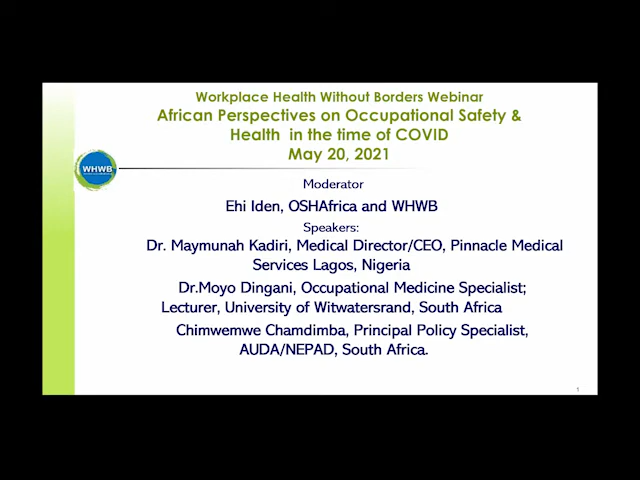 Workplace Health Without Borders Webinar
African Perspectives on Occupational Safety &
Health in the time of COVID
May 20, 2021
WHWB
Moderator
Ehi Iden, OSHAfrica and WHWB
Speakers:
Dr. Maymunah Kadiri, Medical Director/CEO, Pinnacle Medical
Services Lagos, Nigeria
Dr.Moyo Dingani, Occupational Medicine Specialist;
Lecturer, University of Witwatersrand, South Africa
Chimwemwe Chamdimba, Principal Policy Specialist,
AUDA/NEPAD, South Africa.
1